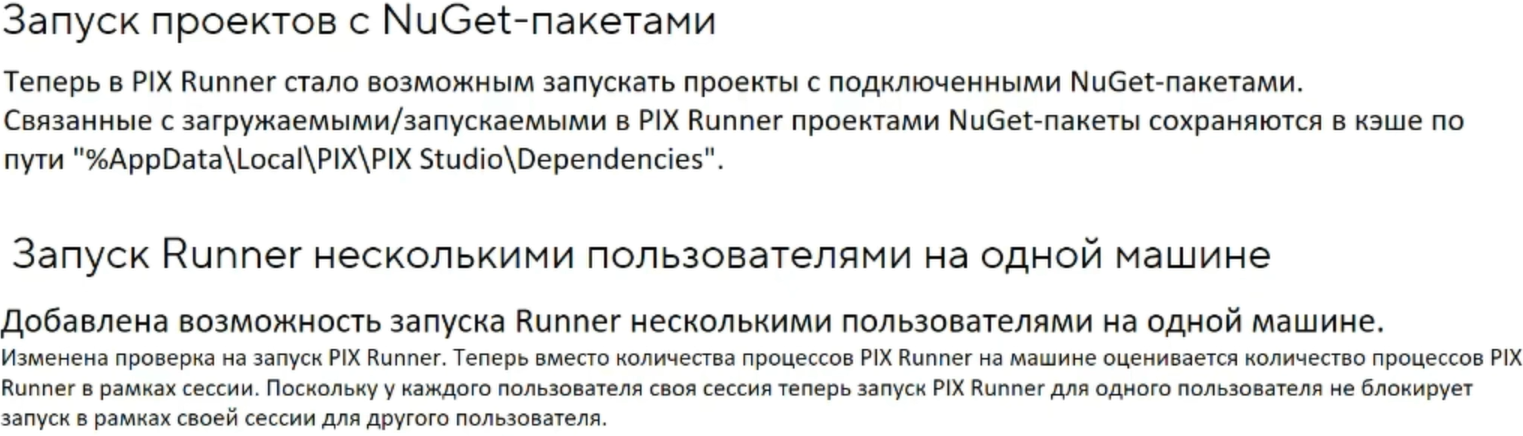 Запуск проектов с NuGet-пакетами
Теперь в PIX Runner стало возможным запускать проекты с подключенными NuGet-пакетами.
Связанные с загружаемыми/запускаемыми в PIX Runner проектами NuGet-пакеты сохраняются в кэше по
пути "%AppData\Local\PIX\PIX Studio\Dependencies".
Запуск Runner несколькими пользователями на одной машине
Добавлена возможность запуска Runner несколькими пользователями на одной машине.
Изменена проверка на запуск PIX Runner. Теперь вместо количества процессов PIX Runner на машине оценивается количество процессов PIX
Runner в рамках сессии. Поскольку у каждого пользователя своя сессия теперь запуск PIX Runner для одного пользователя не блокирует
запуск в рамках своей сессии для другого пользователя.